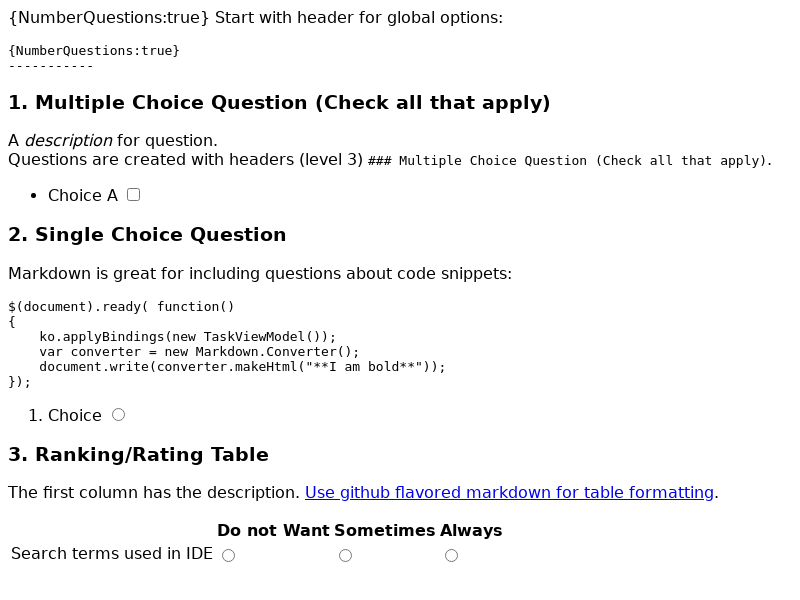 {NumberQuestions:true} Start with header for global options:
{NumberQuestions:true}
-----------
1. Multiple Choice Question (Check all that apply)
A description for question.
Questions are created with headers (level 3) ### Multiple Choice Question (Check all that apply).
• Choice A
2. Single Choice Question
Markdown is great for including questions about code snippets:
$(document).ready( function()
{
    ko.applyBindings(new TaskViewModel());
    var converter = new Markdown.Converter();
    document.write(converter.makeHtml("**I am bold**"));
});
1. Choice
3. Ranking/Rating Table
The first column has the description. Use github flavored markdown for table formatting.
Do not Want Sometimes Always
Search terms used in IDE